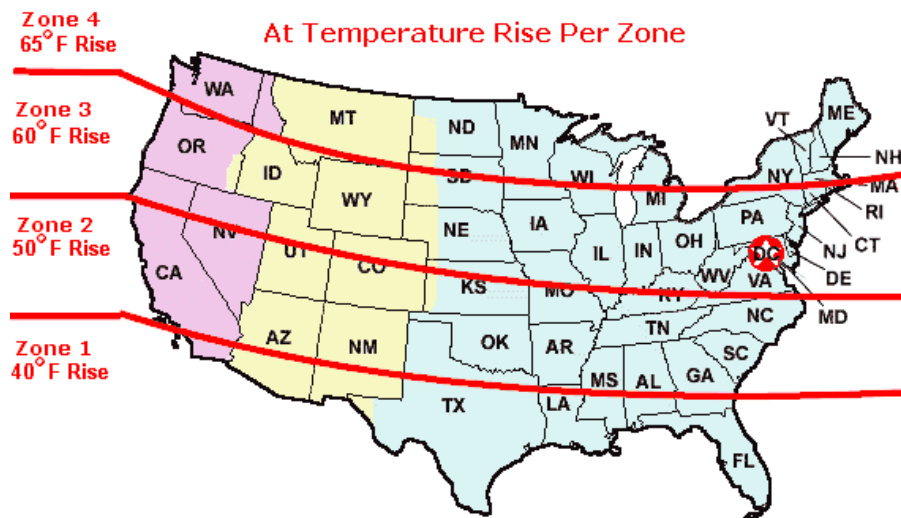 Zone 4
65°F Rise
At Temperature Rise Per Zone
Zone 3
60°F Rise
Zone 2
50°F Rise
Zone 1
40°F Rise
WA
MT
ND
MN
VT
ME
OR
ID
SD
WI
MI
NY
NH
MA
RI
WY
CT
NV
NE
IA
PA
NJ
CA
UT
CO
IL
IN
OH
DC
DE
WV
VA
MD
KS
MO
KY
NC
AZ
NM
OK
AR
TN
SC
TX
LA
MS
AL
GA
FL